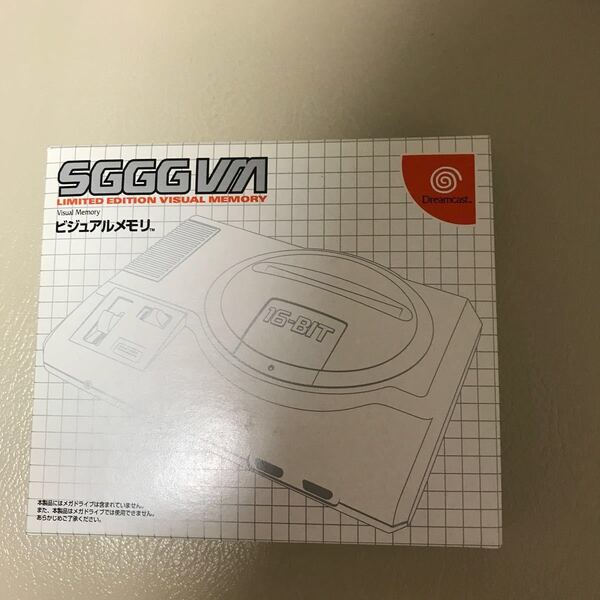 SGGG VM
LIMITED EDITION VISUAL MEMORY
Visual Memory
ビジュアルメモリ™
Dreamcast™
16-BIT
本製品にはメガドライブは含まれていません。
また、本製品はメガドライブでは使用できません。
あらかじめご了承ください。